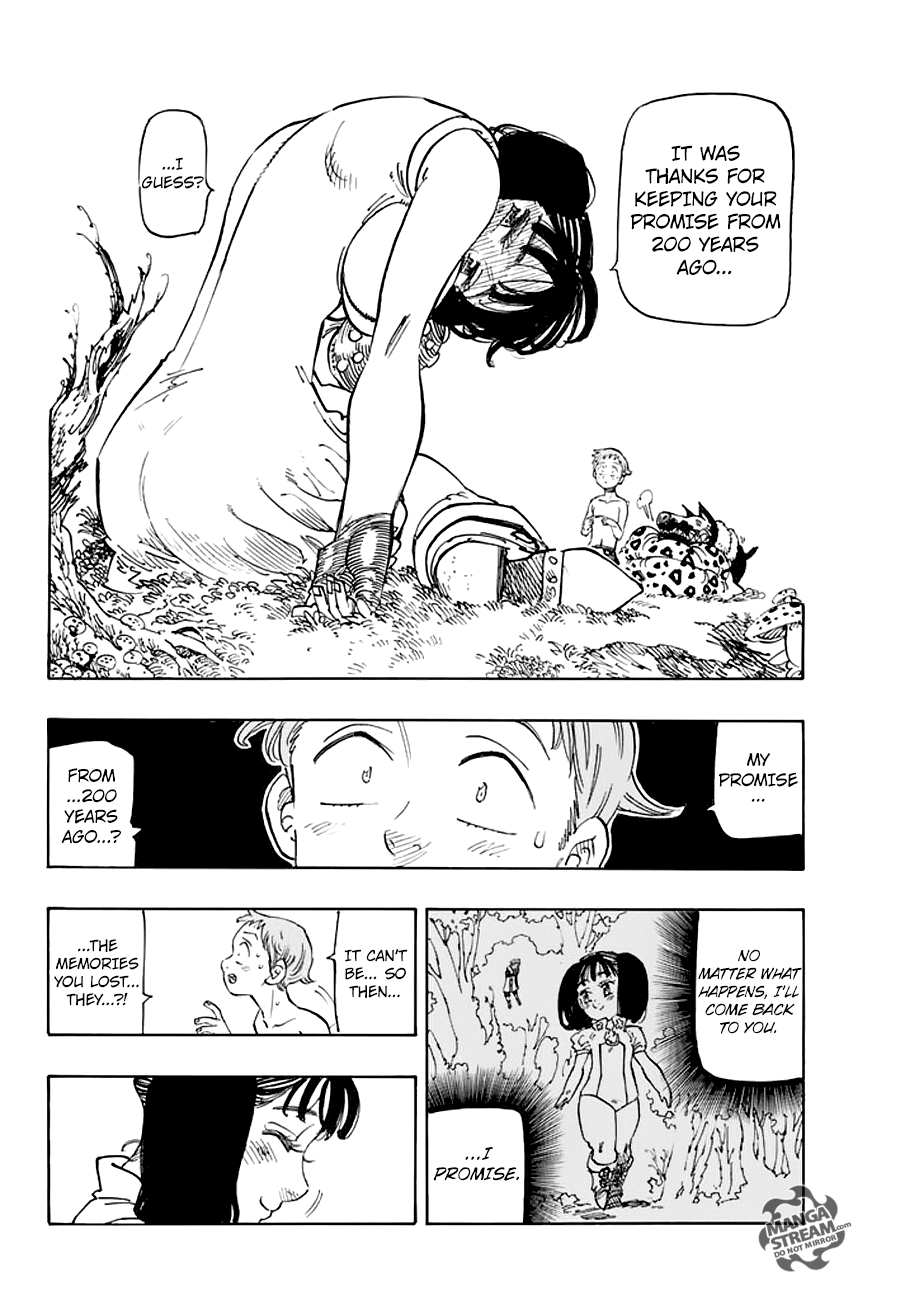 IT WAS
THANKS FOR
KEEPING YOUR
PROMISE FROM
200 YEARS
AGO...
...I
GUESS?
MY
PROMISE
...
FROM
...200
YEARS
AGO...?
NO
MATTER WHAT
HAPPENS, I'LL
COME BACK
TO YOU.
...I
PROMISE.
IT CAN'T
BE... SO
THEN...
...THE
MEMORIES
YOU LOST...
THEY...?!
MANGA
STREAM.com
DO NOT MIRROR